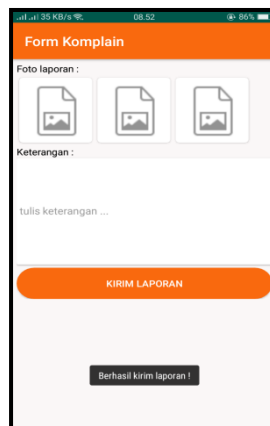 35 KB/s 08.52 86%
Form Komplain
Foto laporan :
Keterangan :
tulis keterangan ...
KIRIM LAPORAN
Berhasil kirim laporan !